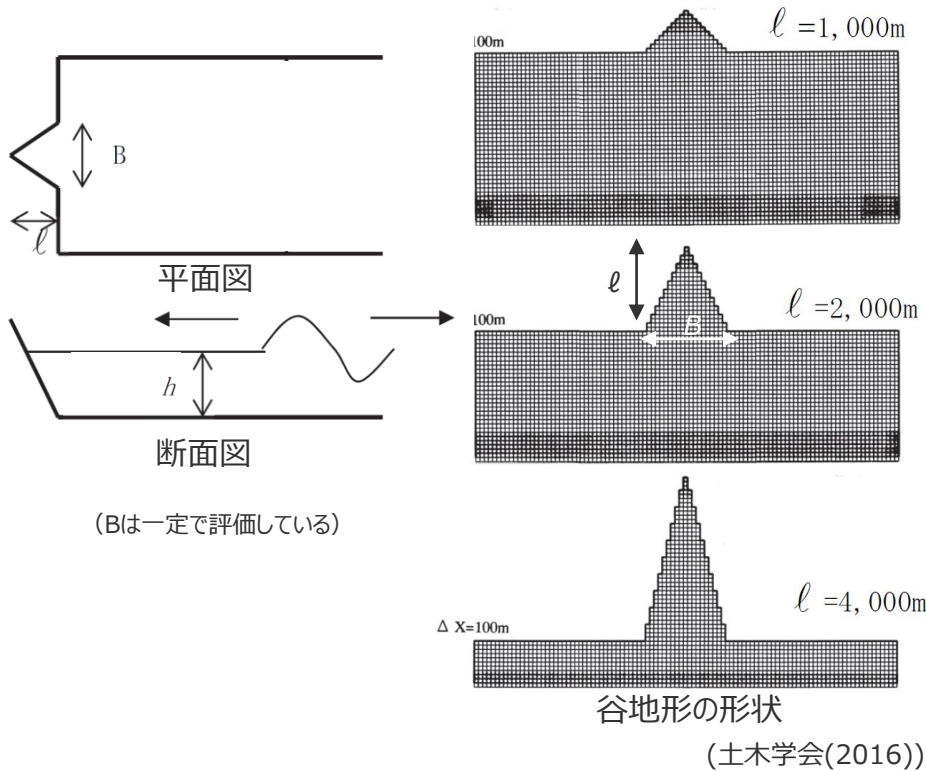 B
ℓ
平面図
h
断面図
(Bは一定で評価している)
100m
ℓ =1, 000m
ℓ
100m
B
ℓ =2, 000m
Δ X=100m
ℓ =4, 000m
谷地形の形状
(土木学会(2016))